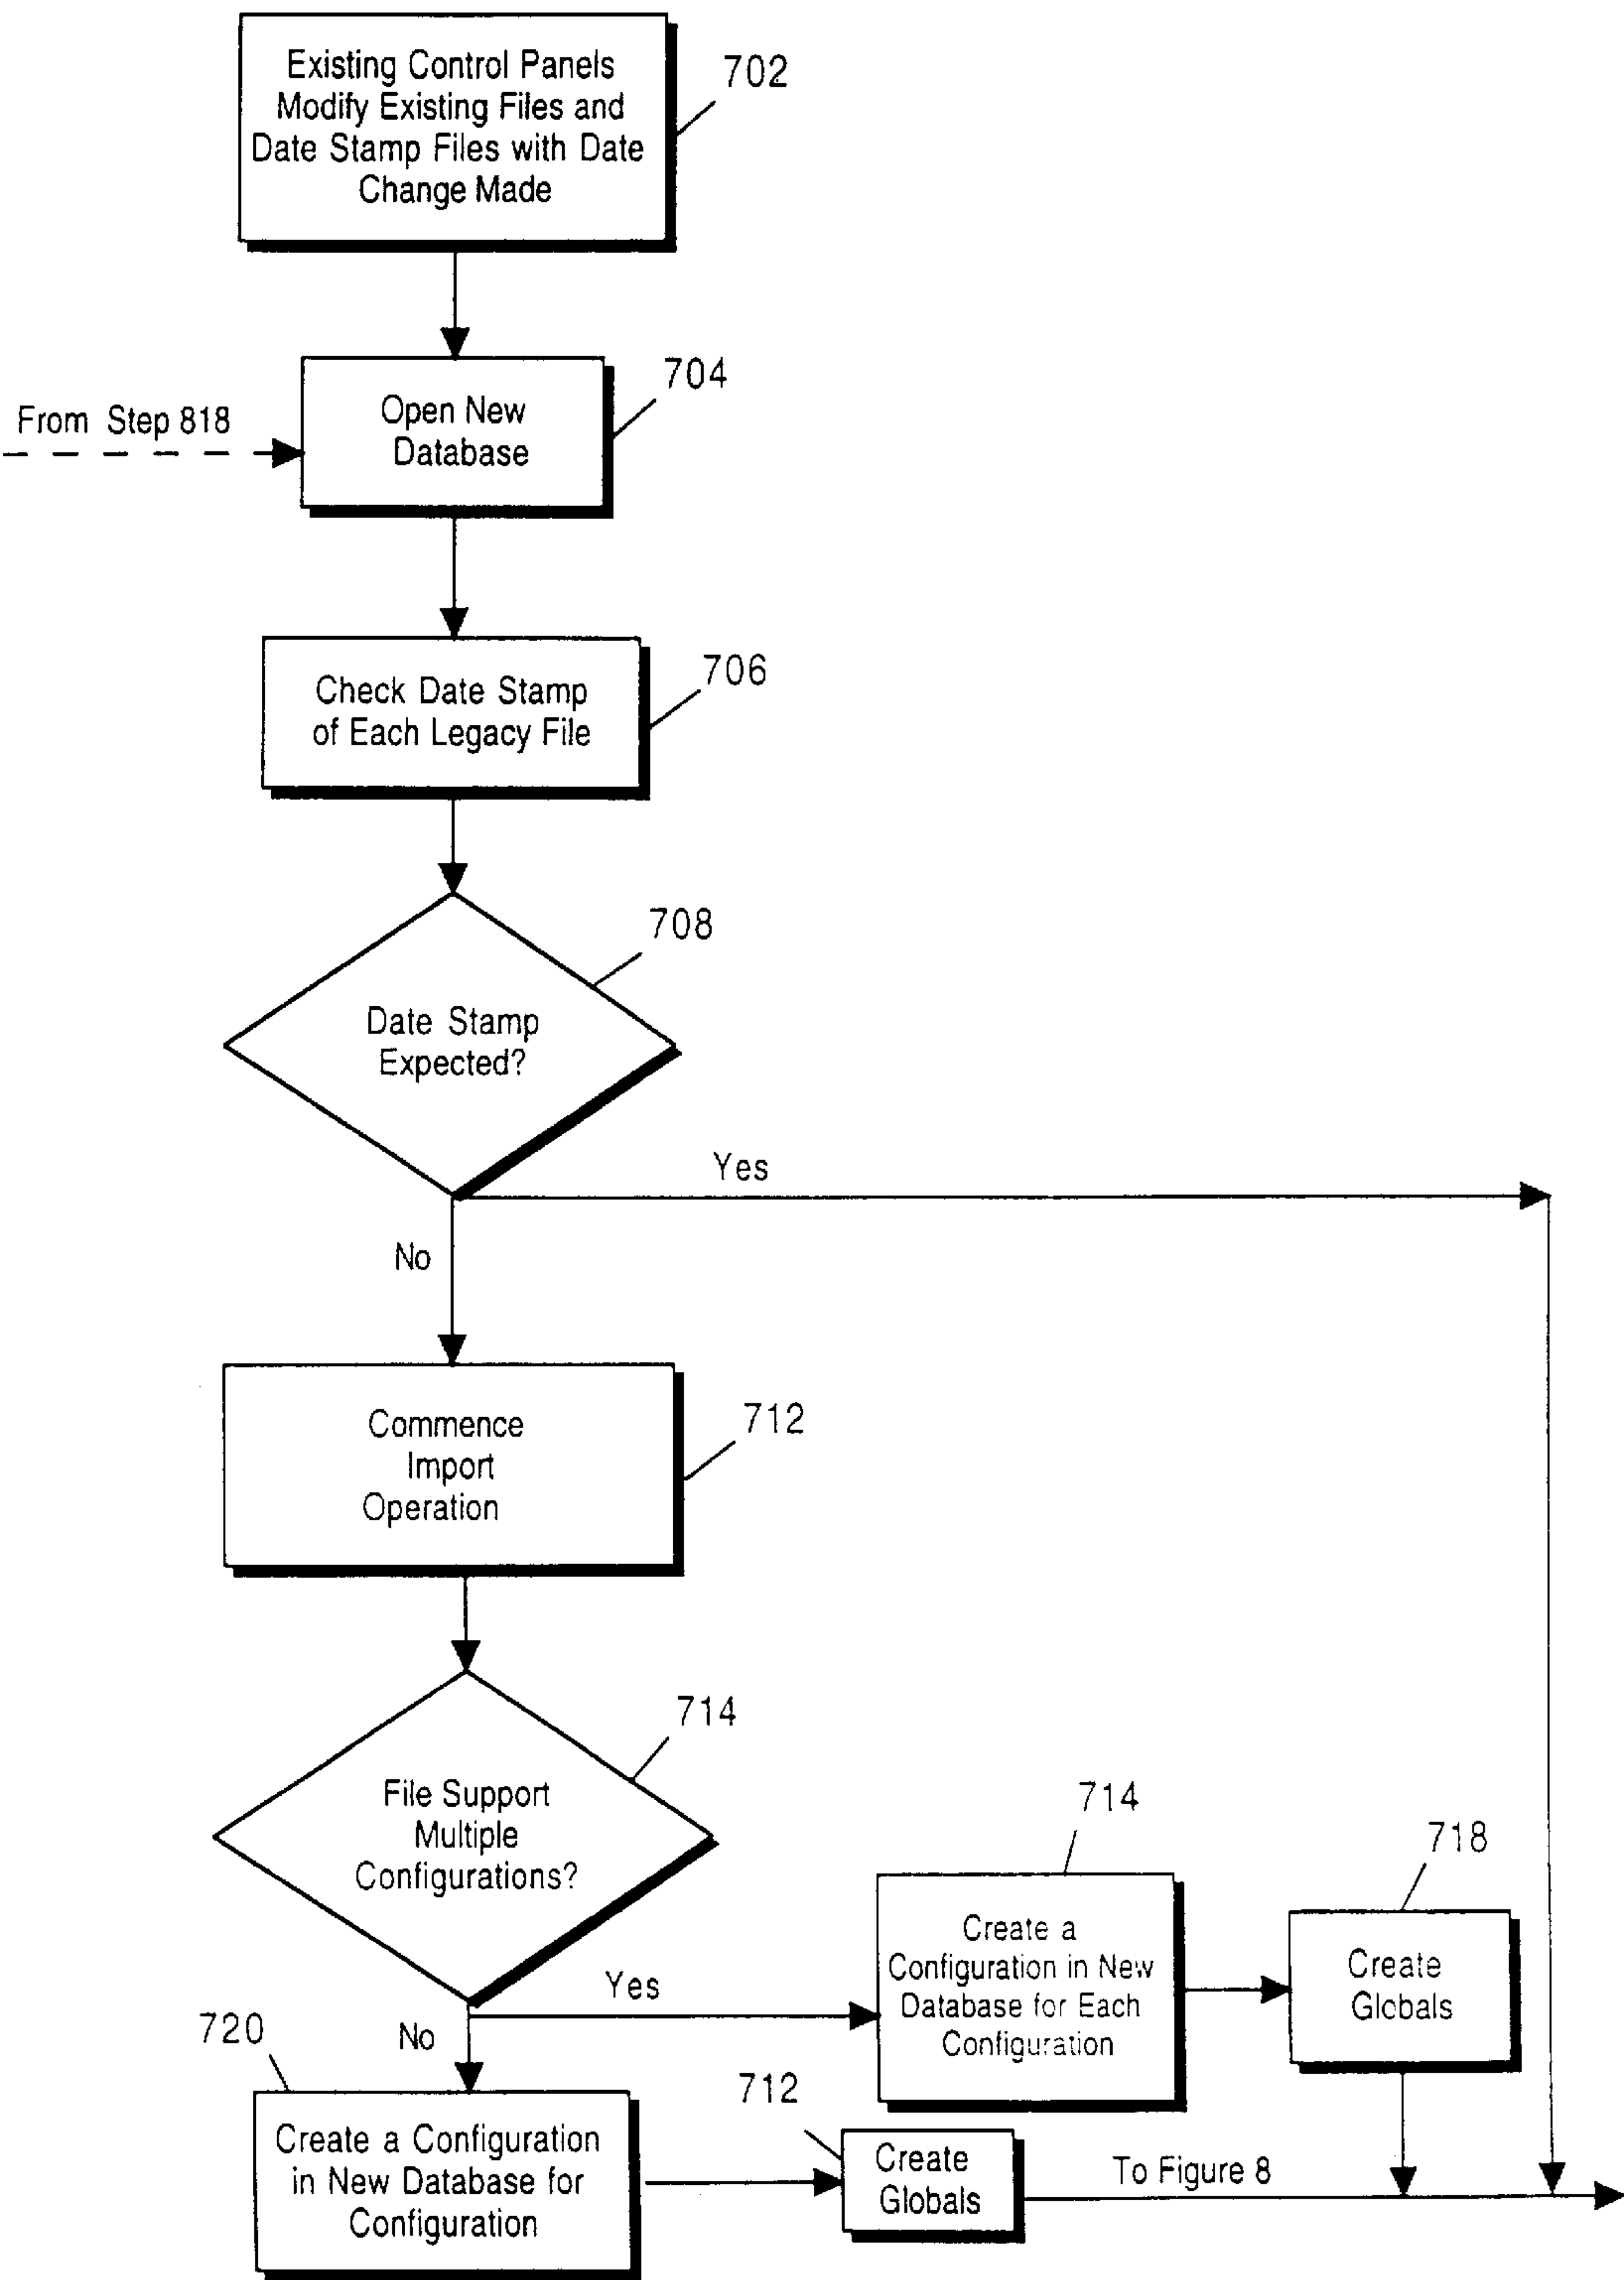 Existing Control Panels
Modify Existing Files and
Date Stamp Files with Date
Change Made
702
From Step 818
Open New
Database
704
Check Date Stamp
of Each Legacy File
706
708
Date Stamp
Expected?
Yes
No
Commence
Import
Operation
712
714
File Support
Multiple
Configurations?
Yes
No
714
Create a
Configuration in New
Database for Each
Configuration
718
Create
Globals
720
Create a Configuration
in New Database for
Configuration
712
Create
Globals
To Figure 8